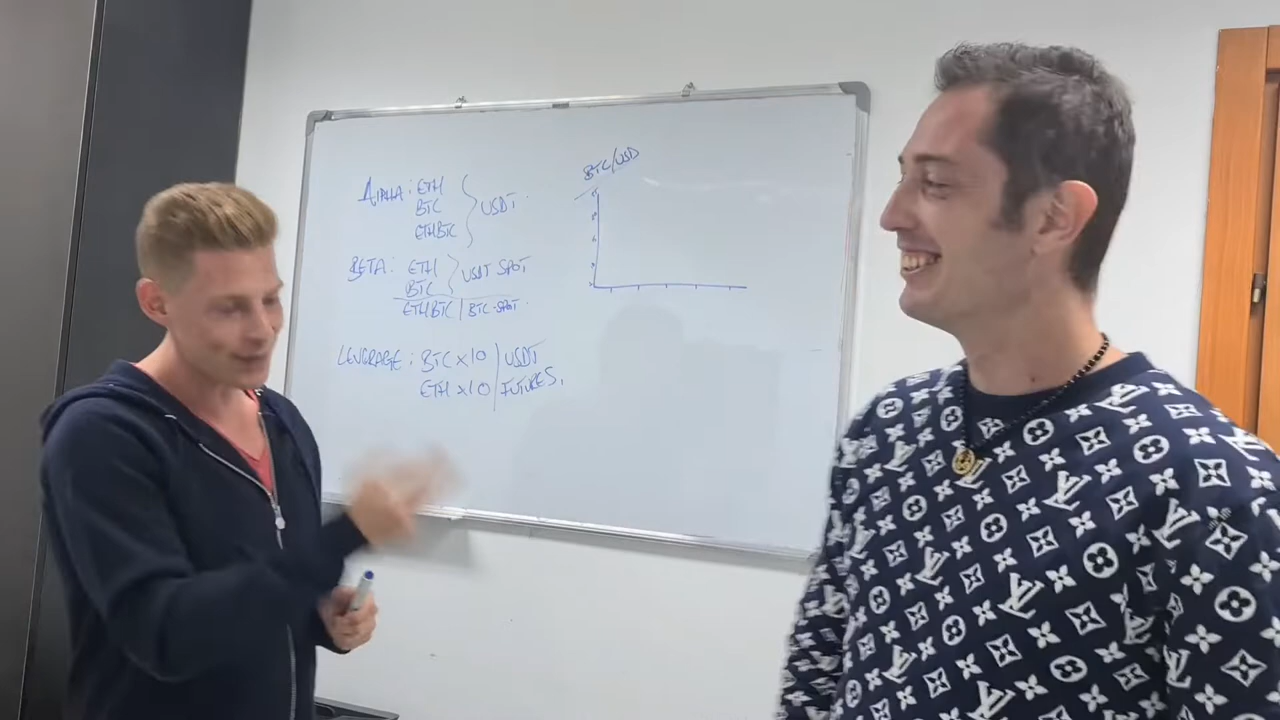 ALPHA: ETH
BTC
ETHBTC
USDT
BETA: ETH
BTC
USDT SPOT
ETHBTC | BTC-SPOT
LEVERAGE: BTC x10 | USDT
ETH x10 | FUTURES
BTC/USD
LV